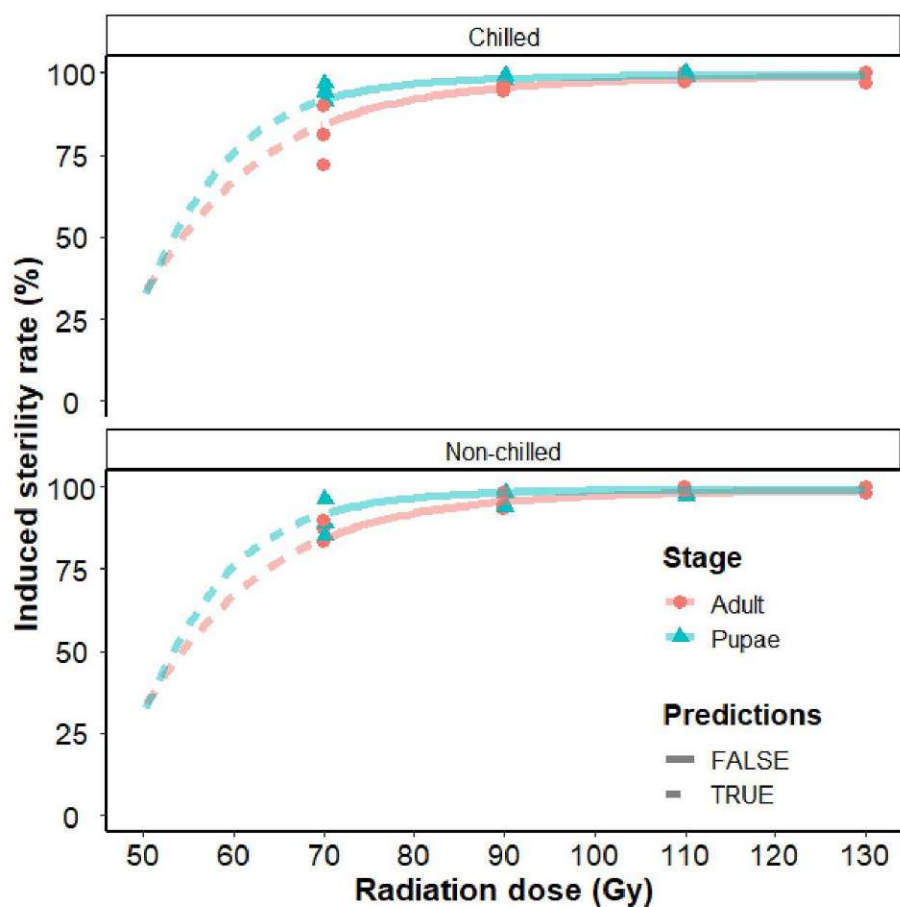 Chilled
100
75
50
25
0
Induced sterility rate (%)
Non-chilled
100
75
50
25
0
Stage
Adult
Pupae
Predictions
FALSE
TRUE
50 60 70 80 90 100 110 120 130
Radiation dose (Gy)